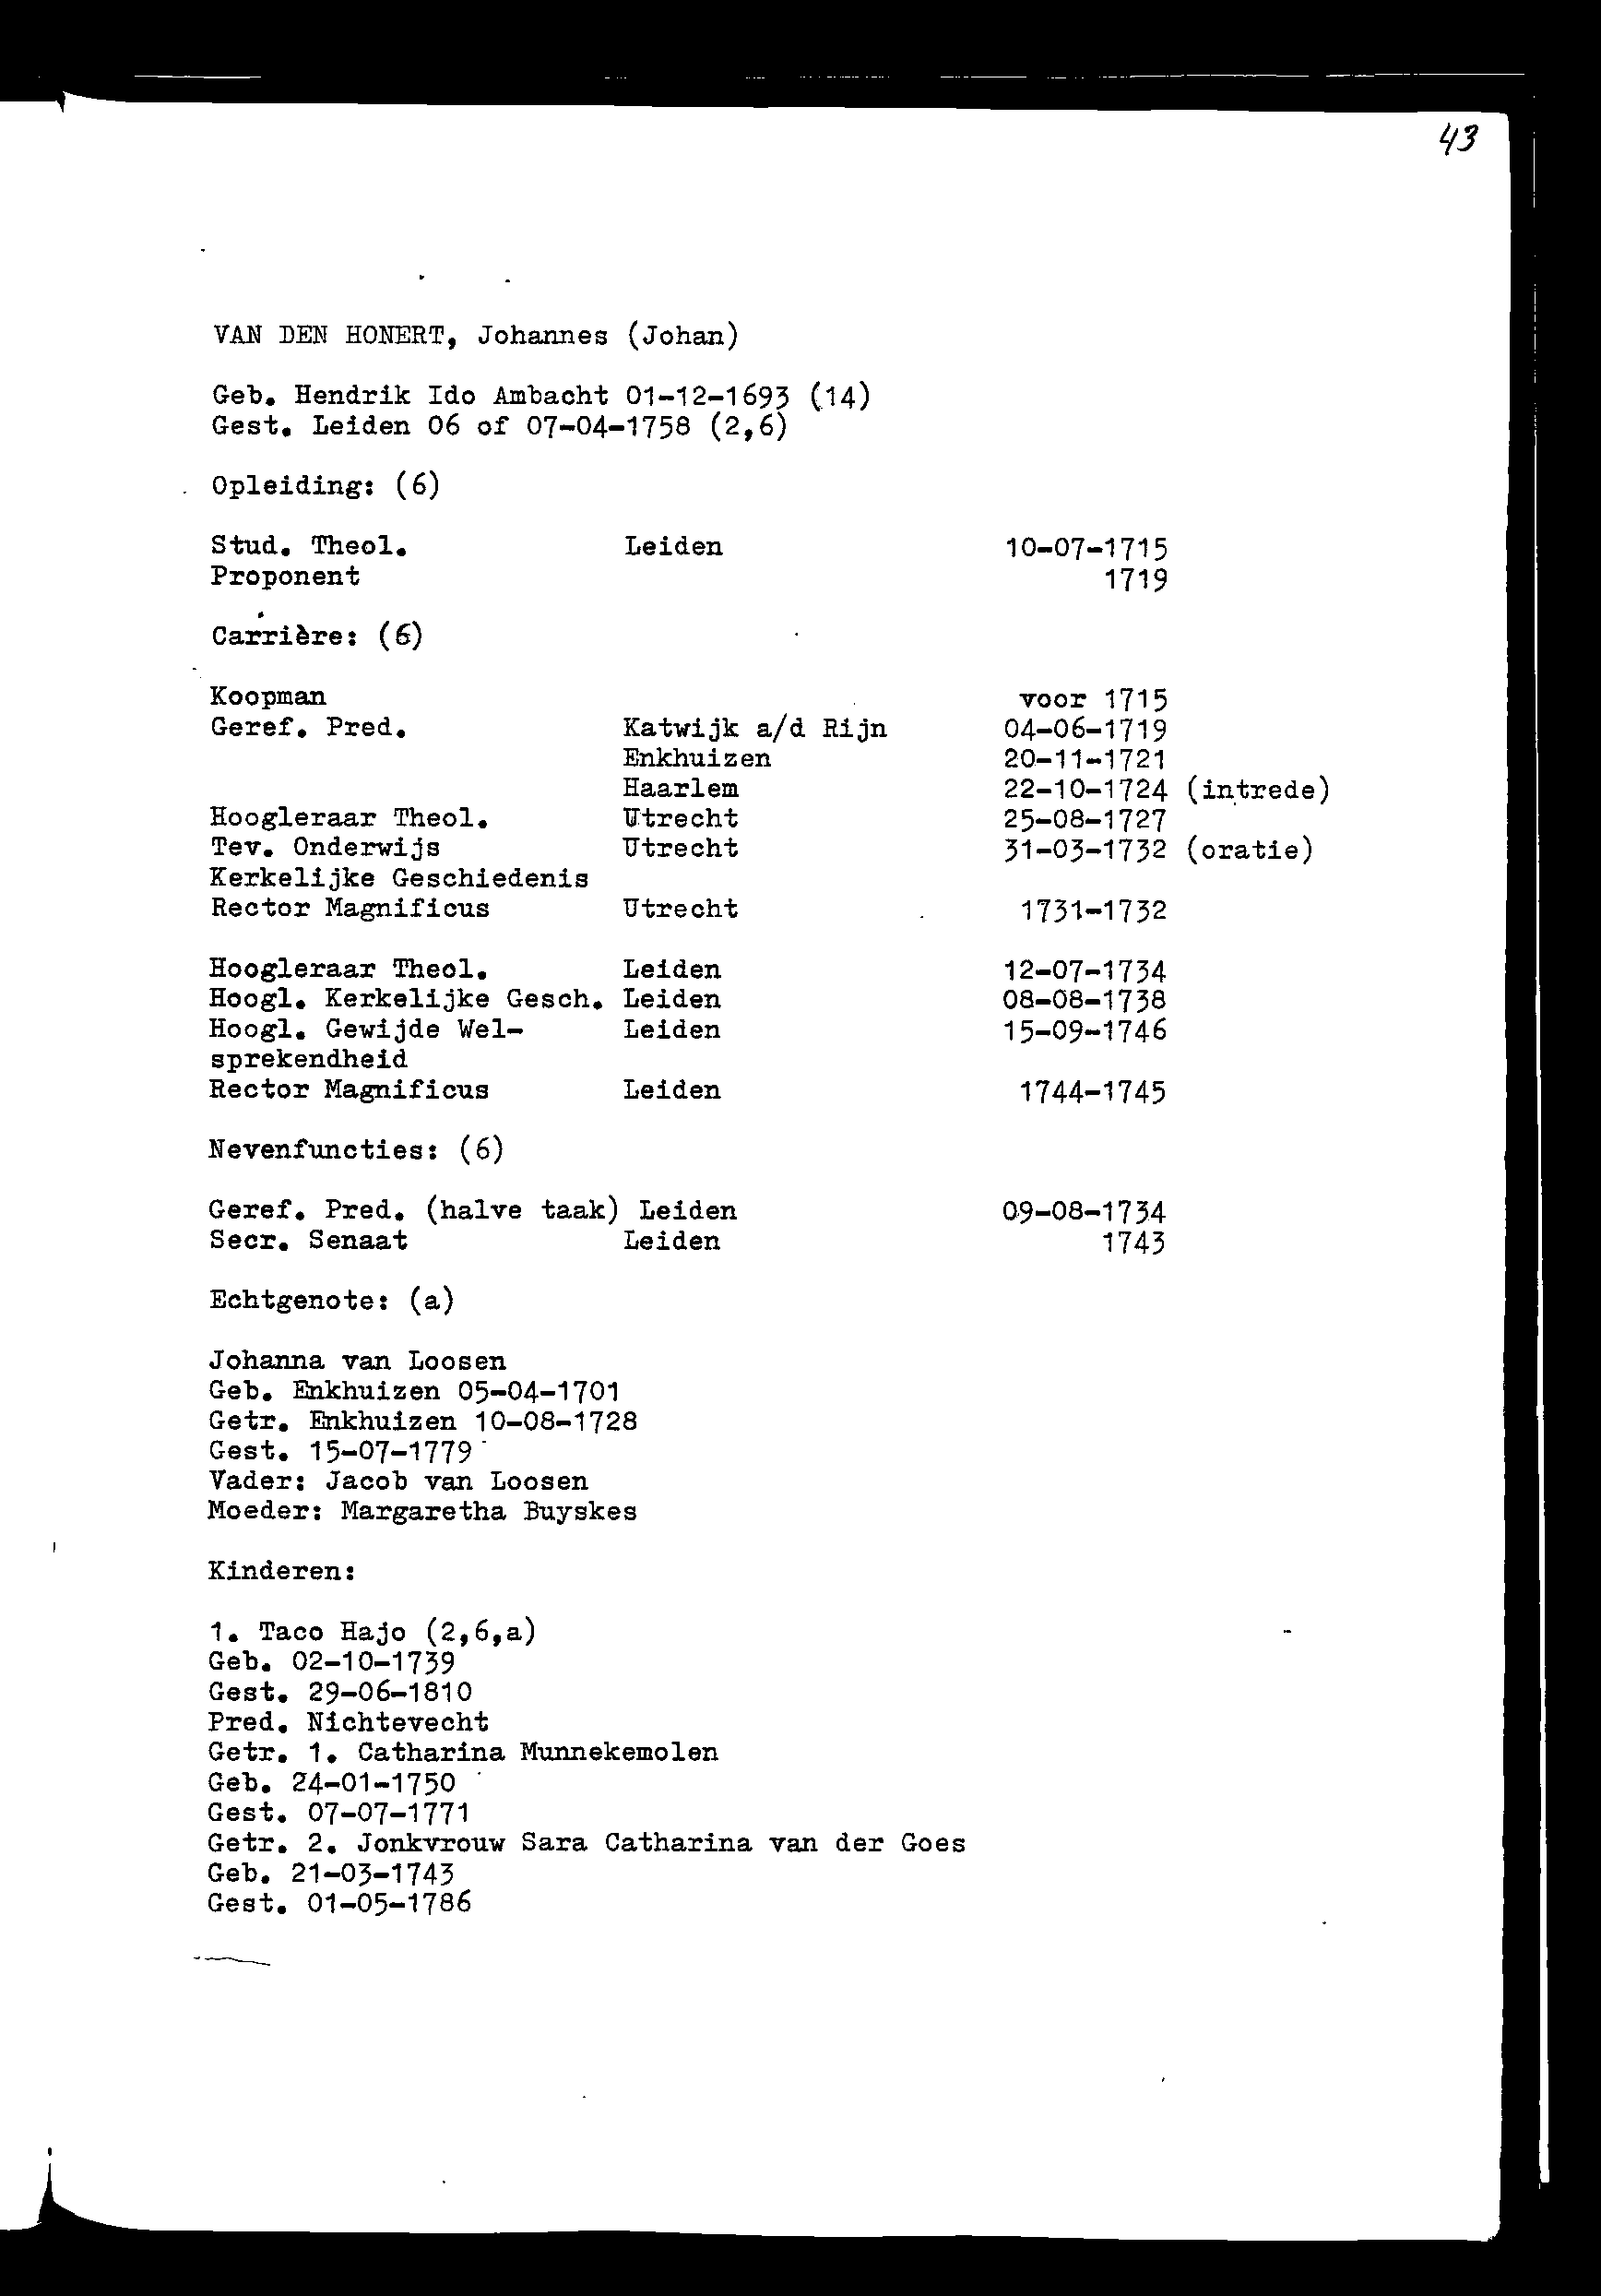 43
VAN DEN HONERT, Johannes (Johan)
Geb. Hendrik Ido Ambacht 01-12-1693 (14)
Gest. Leiden 06 of 07-04-1758 (2,6)
Opleiding: (6)
Stud. Theol. Leiden 10-07-1715
Proponent 1719
Carrière: (6)
Koopman voor 1715
Geref. Pred. Katwijk a/d Rijn 04-06-1719
Enkhuizen 20-11-1721
Haarlem 22-10-1724 (intrede)
Hoogleraar Theol. Utrecht 25-08-1727
Tev. Onderwijs Utrecht 31-03-1732 (oratie)
Kerkelijke Geschiedenis
Rector Magnificus Utrecht 1731-1732
Hoogleraar Theol. Leiden 12-07-1734
Hoogl. Kerkelijke Gesch. Leiden 08-08-1738
Hoogl. Gewijde Wel- Leiden 15-09-1746
sprekendheid
Rector Magnificus Leiden 1744-1745
Nevenfuncties: (6)
Geref. Pred. (halve taak) Leiden 09-08-1734
Secr. Senaat Leiden 1743
Echtgenote: (a)
Johanna van Loosen
Geb. Enkhuizen 05-04-1701
Getr. Enkhuizen 10-08-1728
Gest. 15-07-1779
Vader: Jacob van Loosen
Moeder: Margaretha Buyskes
Kinderen:
1. Taco Hajo (2,6,a)
Geb. 02-10-1739
Gest. 29-06-1810
Pred. Nichtevecht
Getr. 1. Catharina Munnekemolen
Geb. 24-01-1750
Gest. 07-07-1771
Getr. 2. Jonkvrouw Sara Catharina van der Goes
Geb. 21-03-1743
Gest. 01-05-1786